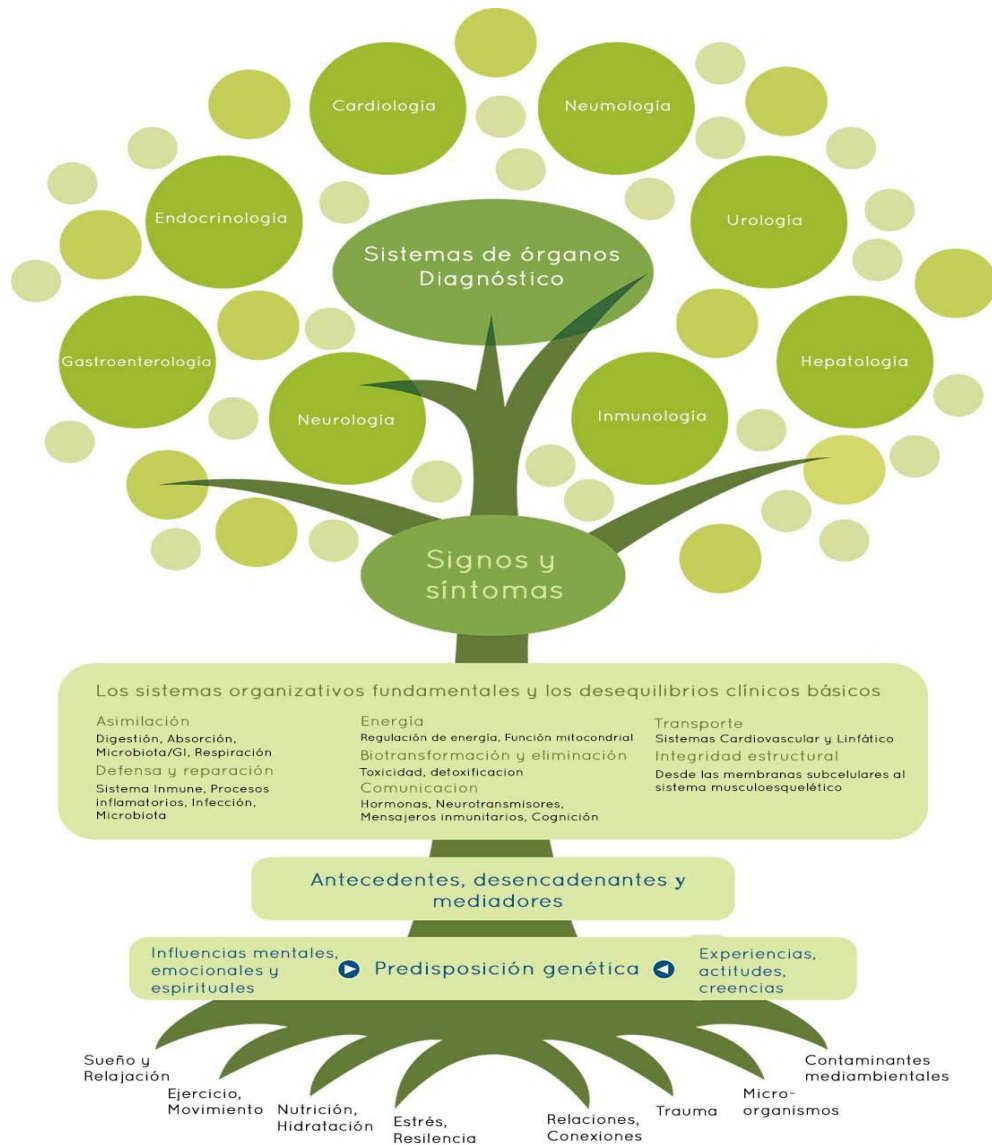 Cardiología
Neumología
Endocrinología
Urología
Sistemas de órganos
Diagnóstico
Gastroenterología
Hepatología
Neurología
Inmunología
Signos y
síntomas
Los sistemas organizativos fundamentales y los desequilibrios clínicos básicos
Asimilación
Digestión, Absorción,
Microbiota/GI, Respiración
Defensa y reparación
Sistema Inmune, Procesos
inflamatorios, Infección,
Microbiota
Energía
Regulación de energía, Función mitocondrial
Biotransformación y eliminación
Toxicidad, detoxificacion
Comunicacion
Hormonas, Neurotransmisores,
Mensajeros inmunitarios, Cognición
Transporte
Sistemas Cardiovascular y Linfático
Integridad estructural
Desde las membranas subcelulares al
sistema musculoesquelético
Antecedentes, desencadenantes y
mediadores
Influencias mentales,
emocionales y
espirituales
Predisposición genética
Experiencias,
actitudes,
creencias
Sueño y
Relajación
Ejercicio,
Movimiento
Nutrición,
Hidratación
Estrés,
Resilencia
Relaciones,
Conexiones
Trauma
Micro-
organismos
Contaminantes
mediambientales